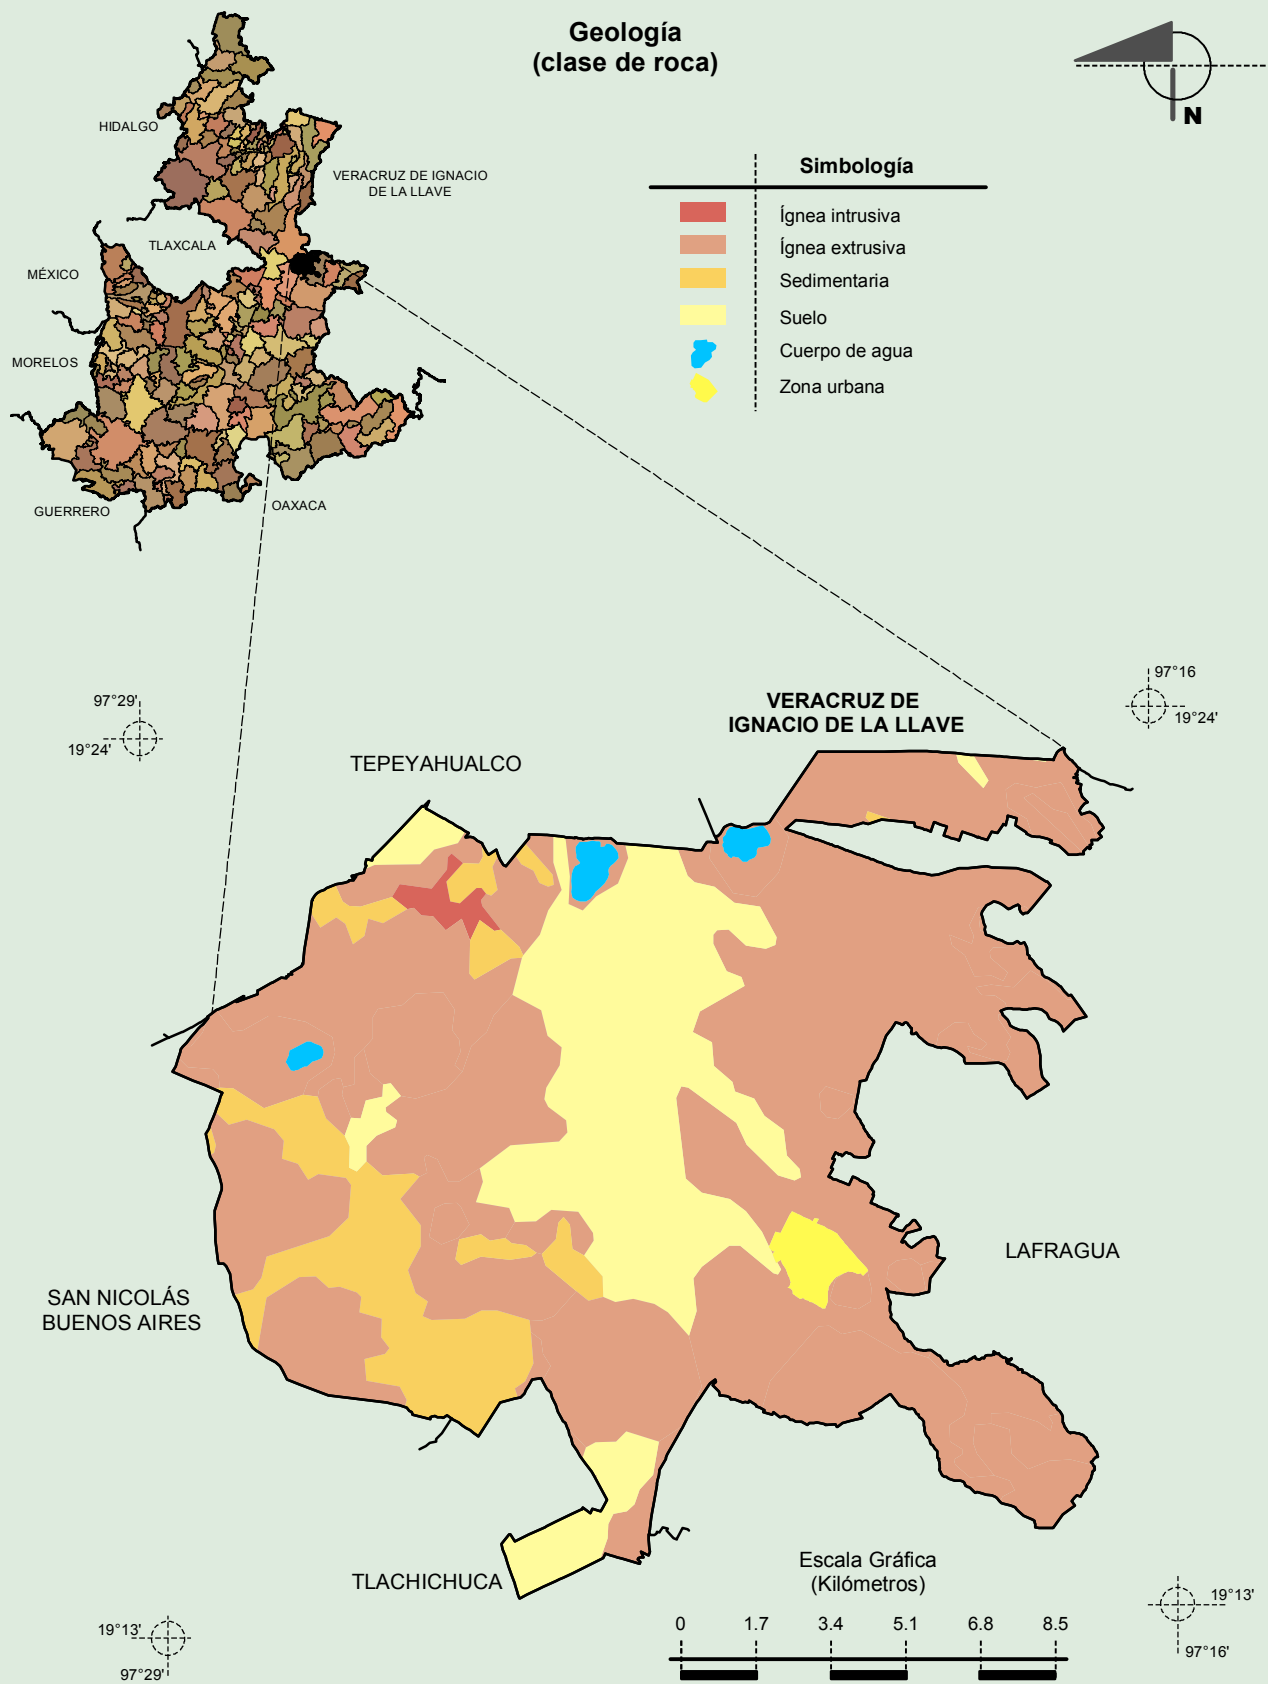 Geología
(clase de roca)
N
HIDALGO
VERACRUZ DE IGNACIO
DE LA LLAVE
TLAXCALA
MÉXICO
MORELOS
GUERRERO
OAXACA
Simbología
Ígnea intrusiva
Ígnea extrusiva
Sedimentaria
Suelo
Cuerpo de agua
Zona urbana
97°29'
19°24'
97°16
19°24'
VERACRUZ DE
IGNACIO DE LA LLAVE
TEPEYAHUALCO
LAFRAGUA
SAN NICOLÁS
BUENOS AIRES
TLACHICHUCA
Escala Gráfica
(Kilómetros)
0 1.7 3.4 5.1 6.8 8.5
19°13'
97°29'
19°13'
97°16'